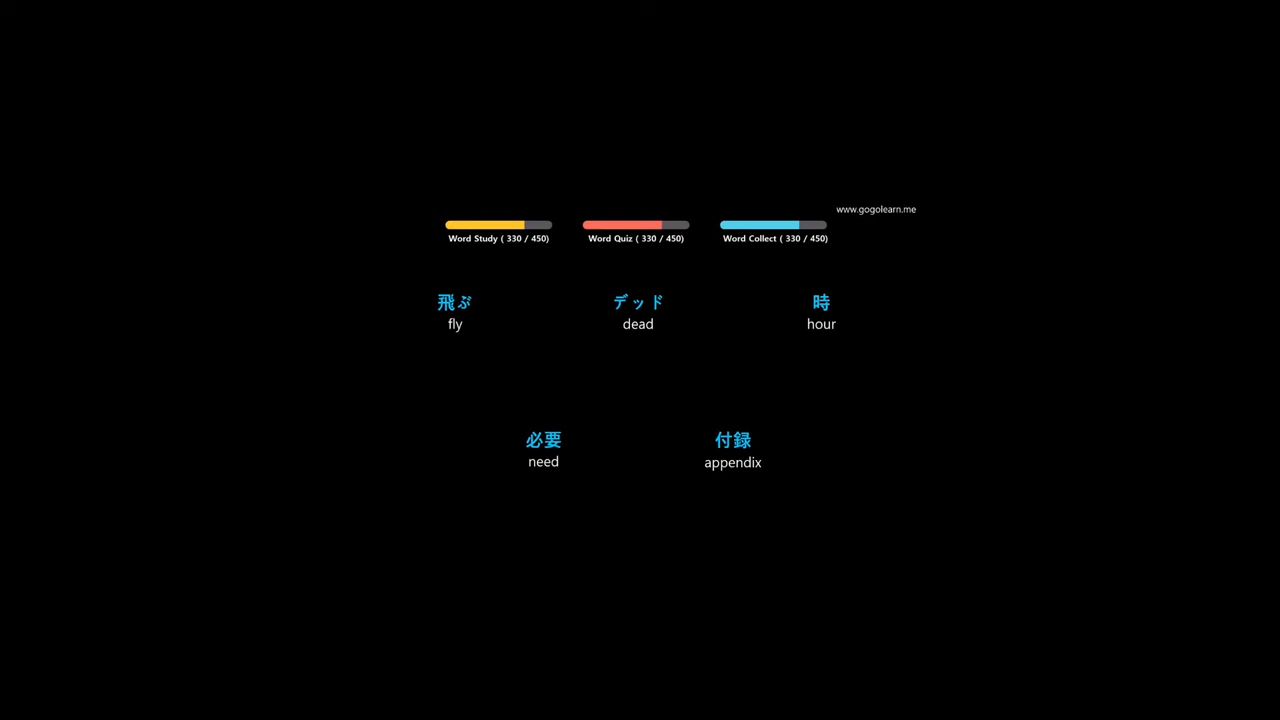 www.gogolearn.me
Word Study ( 330 / 450)
Word Quiz ( 330 / 450)
Word Collect ( 330 / 450)
飛ぶ
fly
デッド
dead
時
hour
必要
need
付録
appendix